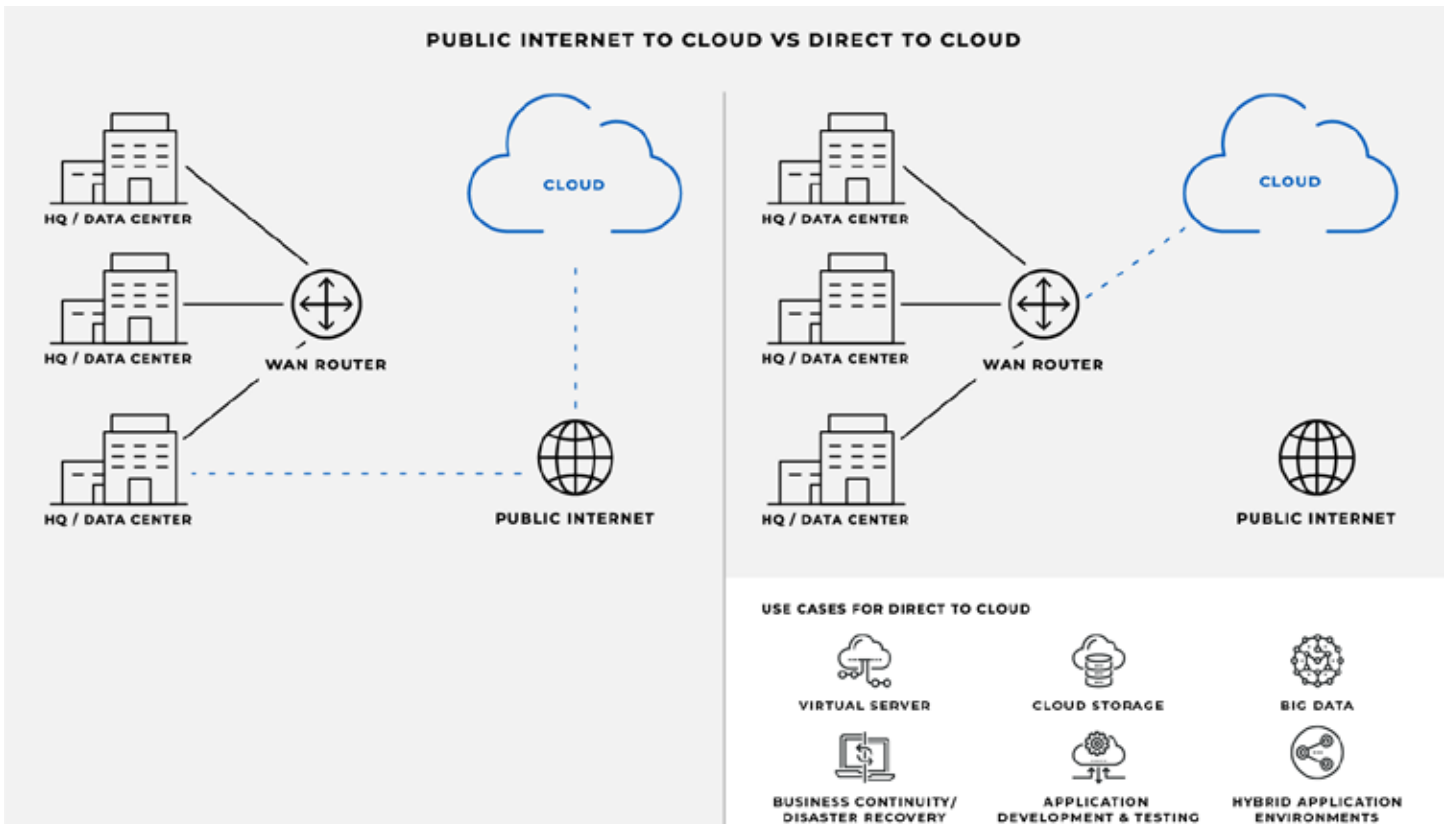 PUBLIC INTERNET TO CLOUD VS DIRECT TO CLOUD
HQ / DATA CENTER
CLOUD
HQ / DATA CENTER
WAN ROUTER
HQ / DATA CENTER
PUBLIC INTERNET
HQ / DATA CENTER
CLOUD
HQ / DATA CENTER
WAN ROUTER
HQ / DATA CENTER
PUBLIC INTERNET
USE CASES FOR DIRECT TO CLOUD
VIRTUAL SERVER
CLOUD STORAGE
BIG DATA
BUSINESS CONTINUITY/
DISASTER RECOVERY
APPLICATION
DEVELOPMENT & TESTING
HYBRID APPLICATION
ENVIRONMENTS